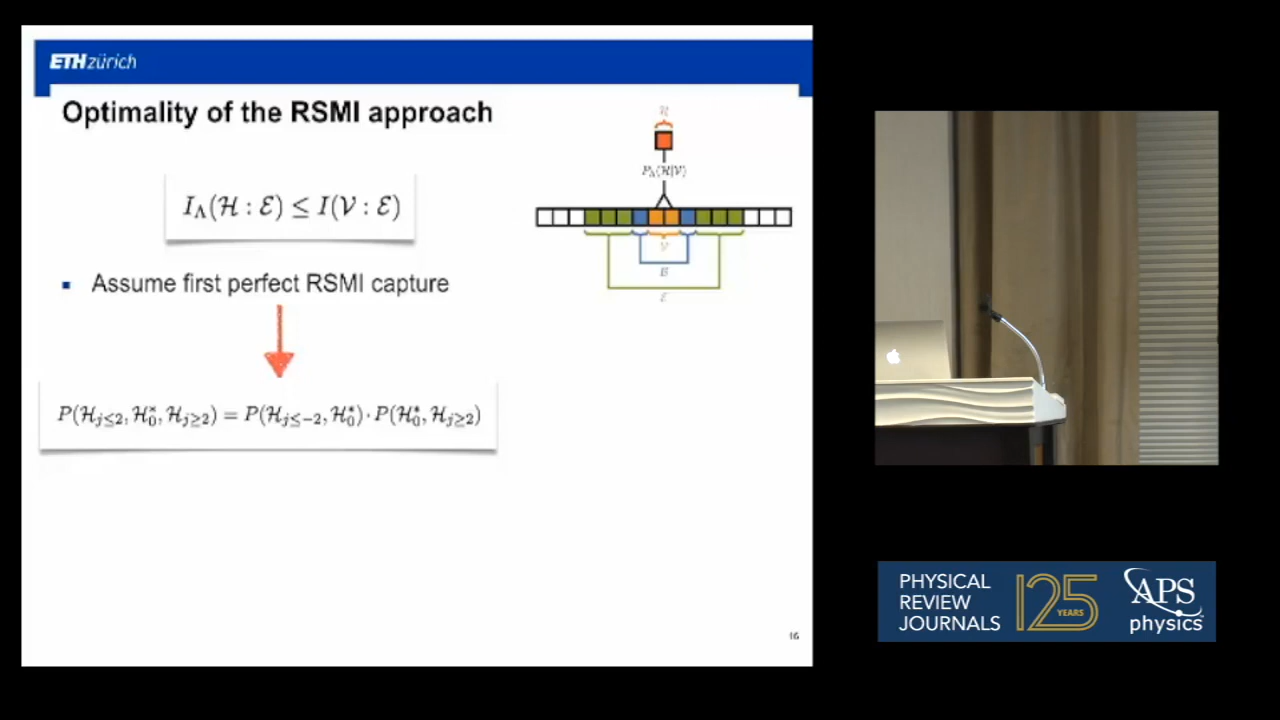 ETH zürich
Optimality of the RSMI approach
I_Λ(ℋ : ℰ) ≤ I(𝒱 : ℰ)
▪ Assume first perfect RSMI capture
P(ℋ_{j≤2}, ℋ_0^*, ℋ_{j≥2}) = P(ℋ_{j≤-2}, ℋ_0^*) · P(ℋ_0^*, ℋ_{j≥2})
ℋ
P_Λ(ℋ|𝒱)
𝒱
ℬ
ℰ
16
PHYSICAL
REVIEW
JOURNALS
125
YEARS
APS
physics